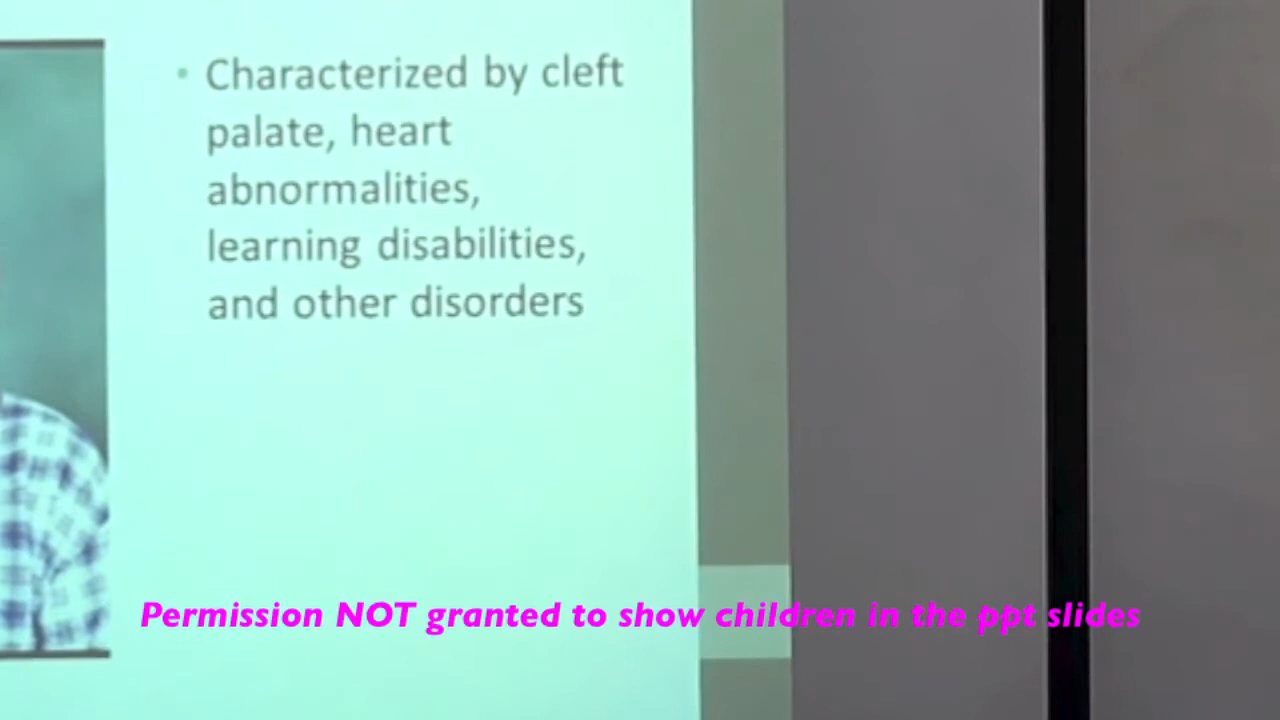 • Characterized by cleft
palate, heart
abnormalities,
learning disabilities,
and other disorders
Permission NOT granted to show children in the ppt slides